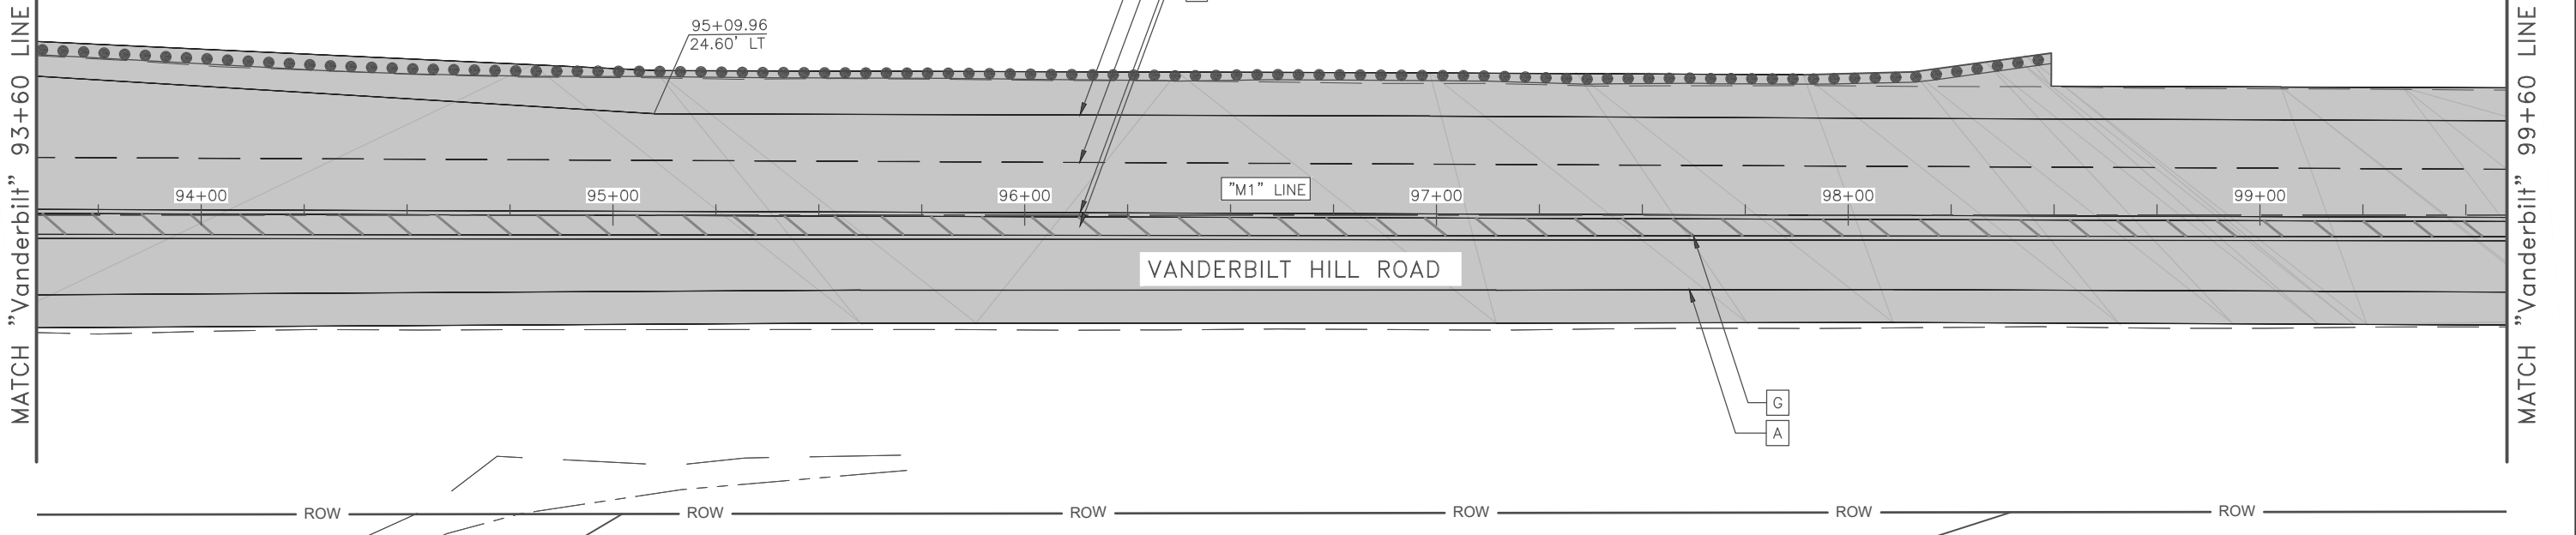 95+09.96
24.60' LT
MATCH "Vanderbilt" 93+60 LINE
MATCH "Vanderbilt" 99+60 LINE
94+00
95+00
96+00
"M1" LINE
97+00
98+00
99+00
VANDERBILT HILL ROAD
G
A
ROW
ROW
ROW
ROW
ROW
ROW